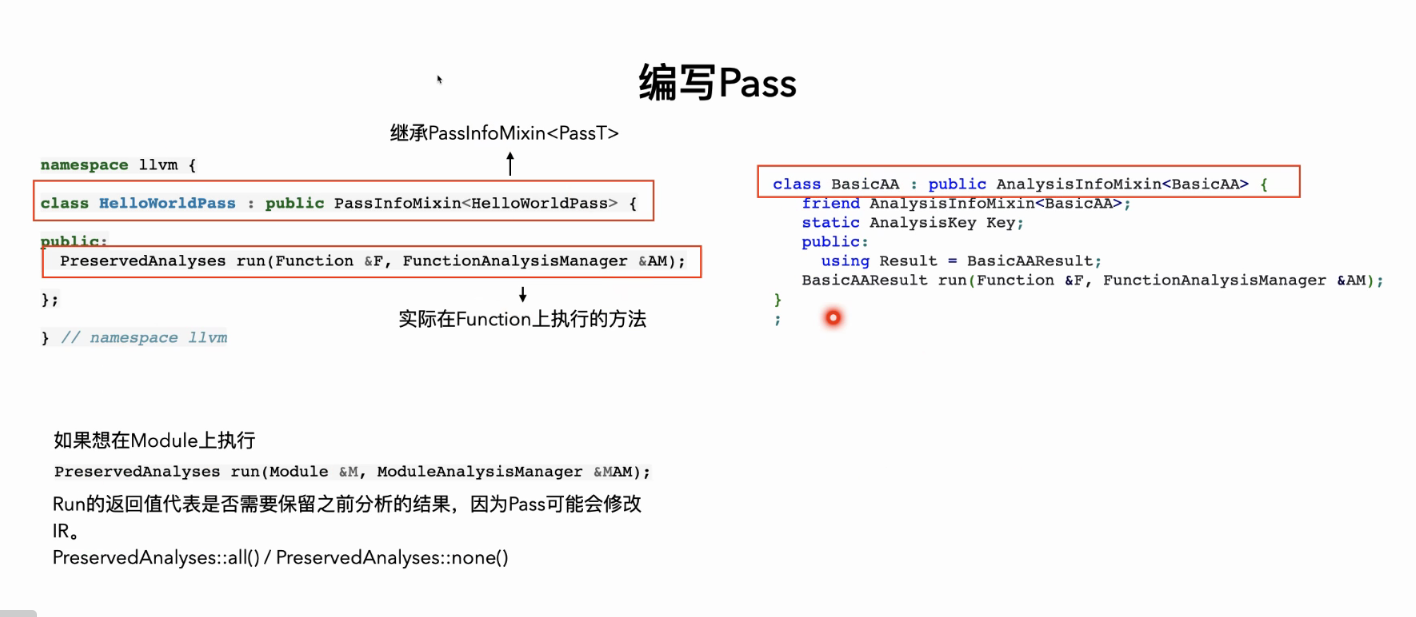 编写Pass
继承PassInfoMixin<PassT>
namespace llvm {
class HelloWorldPass : public PassInfoMixin<HelloWorldPass> {
public:
PreservedAnalyses run(Function &F, FunctionAnalysisManager &AM);
};
实际在Function上执行的方法
} // namespace llvm
class BasicAA : public AnalysisInfoMixin<BasicAA> {
friend AnalysisInfoMixin<BasicAA>;
static AnalysisKey Key;
public:
using Result = BasicAAResult;
BasicAAResult run(Function &F, FunctionAnalysisManager &AM);
}
;
如果想在Module上执行
PreservedAnalyses run(Module &M, ModuleAnalysisManager &MAM);
Run的返回值代表是否需要保留之前分析的结果，因为Pass可能会修改
IR。
PreservedAnalyses::all() / PreservedAnalyses::none()